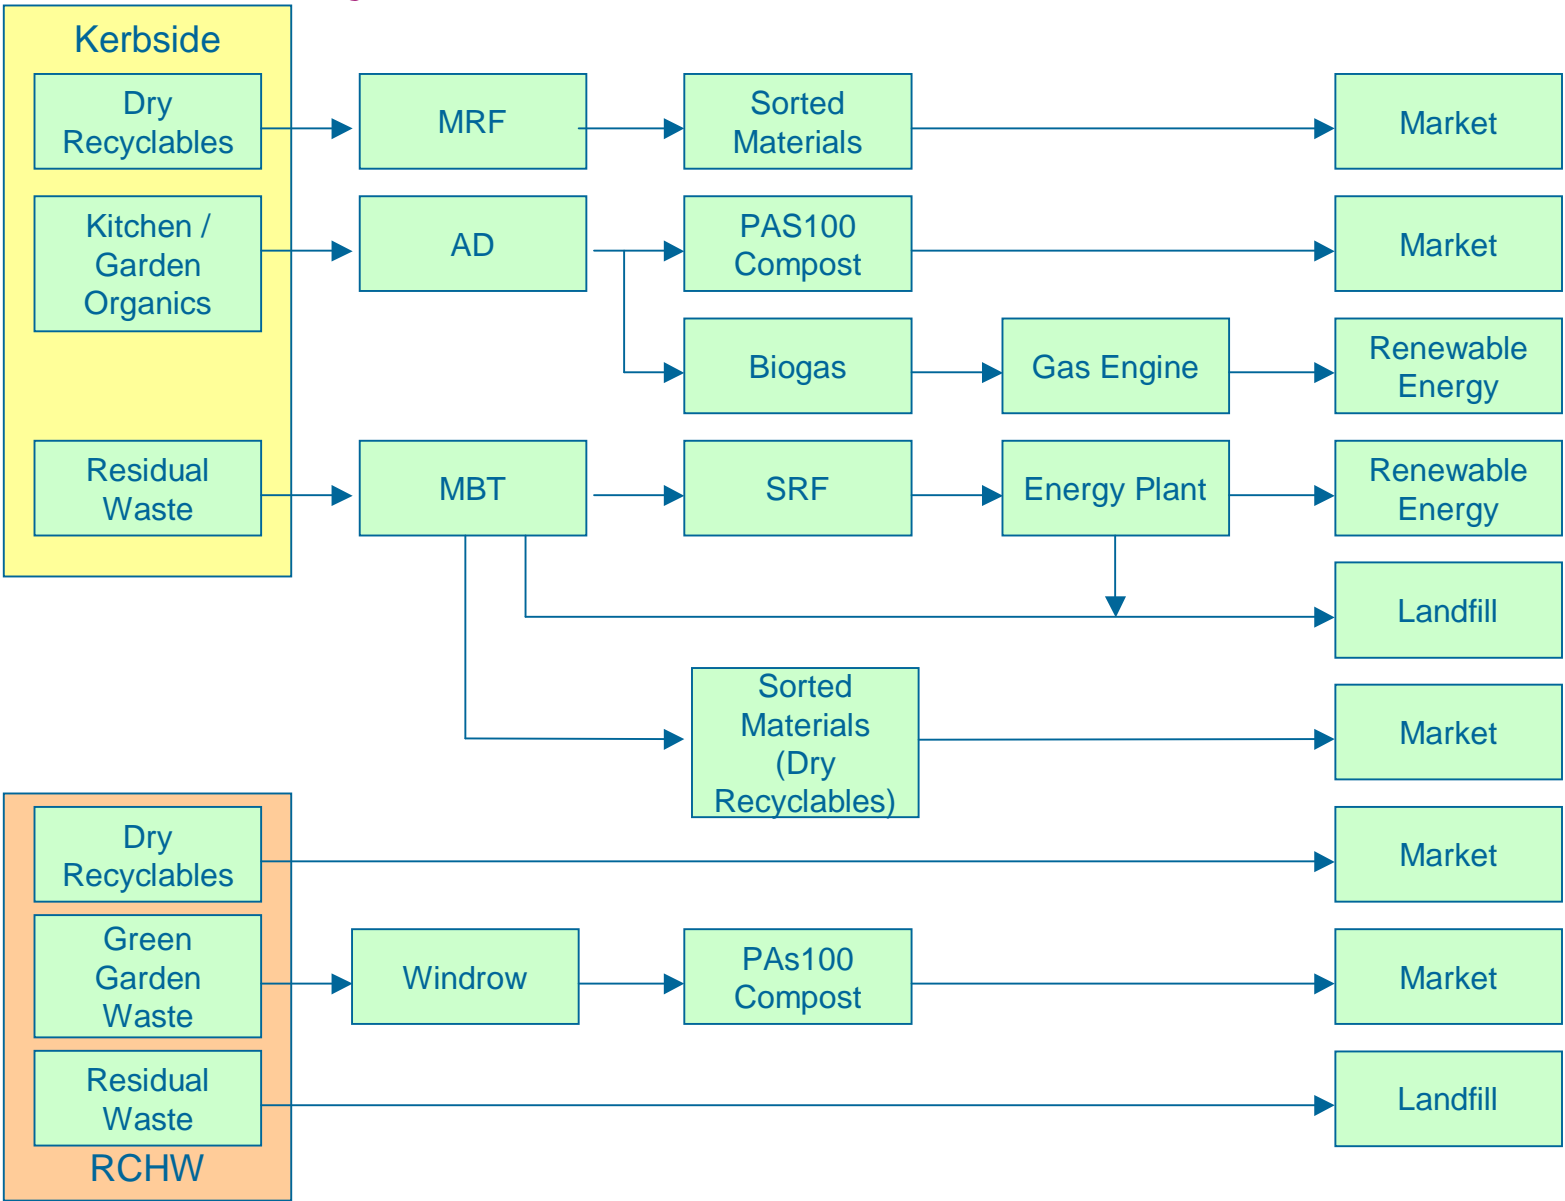 Kerbside
Dry
Recyclables
MRF
Sorted
Materials
Market
Kitchen /
Garden
Organics
AD
PAS100
Compost
Market
Biogas
Gas Engine
Renewable
Energy
Residual
Waste
MBT
SRF
Energy Plant
Renewable
Energy
Landfill
Sorted
Materials
(Dry
Recyclables)
Market
Dry
Recyclables
Market
Green
Garden
Waste
Windrow
PAs100
Compost
Market
Residual
Waste
Landfill
RCHW